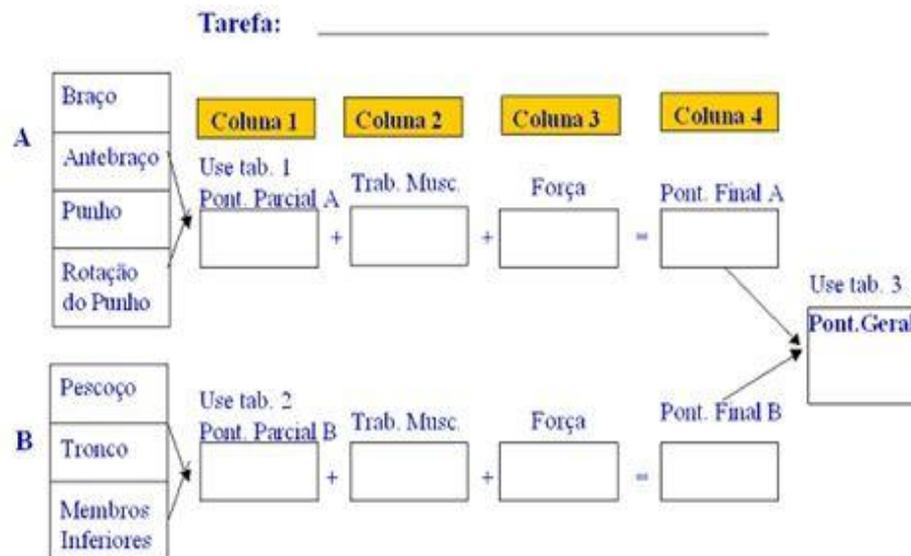 Tarefa:
A
Braço
Antebraço
Punho
Rotação
do Punho
Coluna 1
Coluna 2
Coluna 3
Coluna 4
Use tab. 1
Pont. Parcial A
Trab. Musc.
Força
Pont. Final A
+
+
=
Use tab. 3
Pont.Geral
B
Pescoço
Tronco
Membros
Inferiores
Use tab. 2
Pont. Parcial B
Trab. Musc.
Força
Pont. Final B
+
+
=